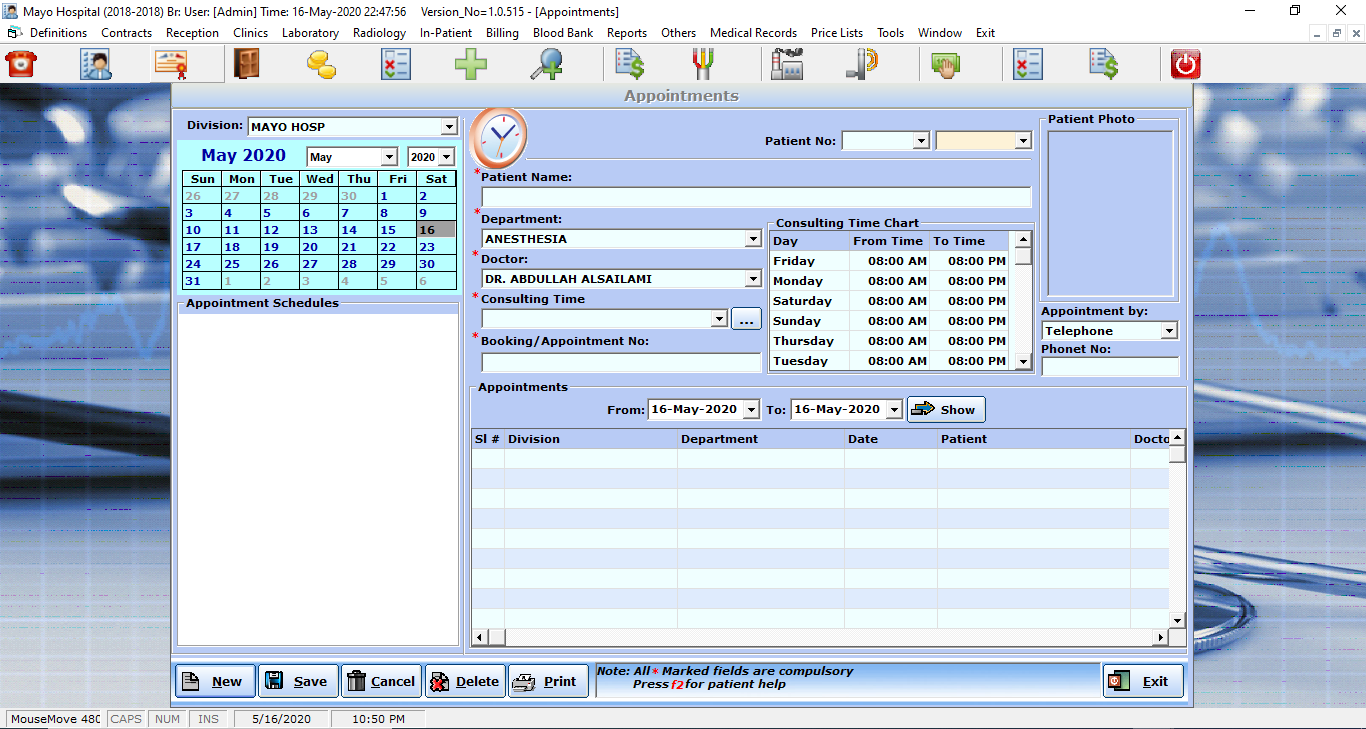 Mayo Hospital (2018-2018) Br: User: [Admin] Time: 16-May-2020 22:47:56 Version_No=1.0.515 - [Appointments]
Definitions Contracts Reception Clinics Laboratory Radiology In-Patient Billing Blood Bank Reports Others Medical Records Price Lists Tools Window Exit
Appointments
Division: MAYO HOSP
May 2020 May 2020
Sun Mon Tue Wed Thu Fri Sat
26 27 28 29 30 1 2
3 4 5 6 7 8 9
10 11 12 13 14 15 16
17 18 19 20 21 22 23
24 25 26 27 28 29 30
31 1 2 3 4 5 6
Appointment Schedules
Patient No:
*Patient Name:
*Department:
ANESTHESIA
*Doctor:
DR. ABDULLAH ALSAILAMI
*Consulting Time
...
*Booking/Appointment No:
Consulting Time Chart
Day From Time To Time
Friday 08:00 AM 08:00 PM
Monday 08:00 AM 08:00 PM
Saturday 08:00 AM 08:00 PM
Sunday 08:00 AM 08:00 PM
Thursday 08:00 AM 08:00 PM
Tuesday 08:00 AM 08:00 PM
Patient Photo
Appointment by:
Telephone
Phonet No:
Appointments
From: 16-May-2020 To: 16-May-2020 Show
Sl # Division Department Date Patient Docto
New Save Cancel Delete Print
Note: All * Marked fields are compulsory
Press f2 for patient help
Exit
MouseMove 480 CAPS NUM INS 5/16/2020 10:50 PM